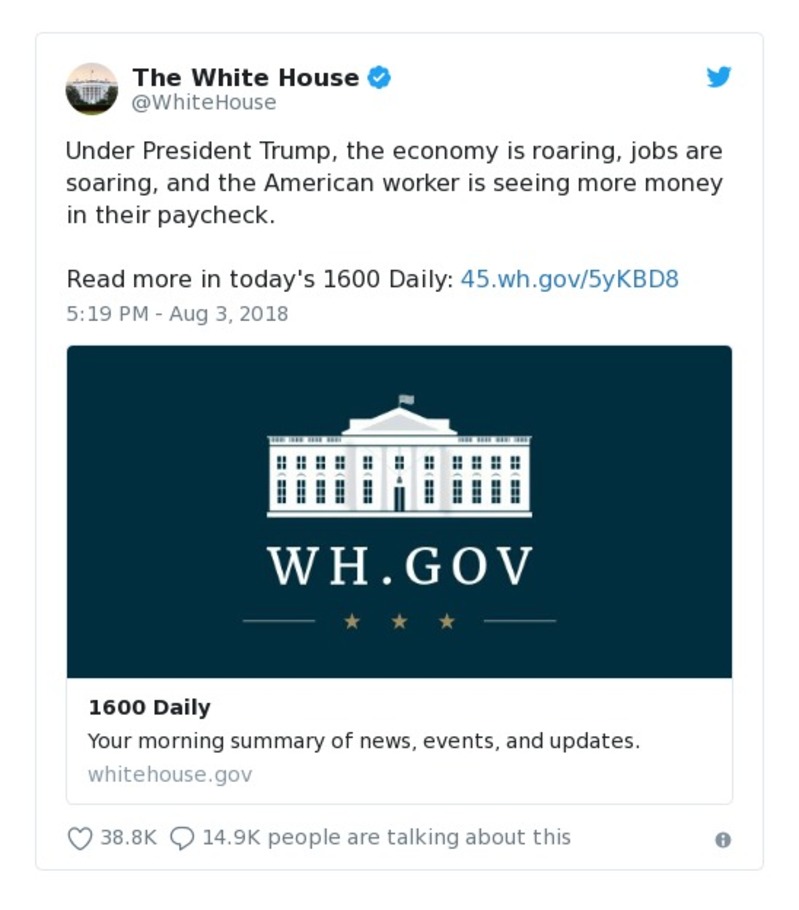 The White House
@WhiteHouse
Under President Trump, the economy is roaring, jobs are
soaring, and the American worker is seeing more money
in their paycheck.
Read more in today's 1600 Daily: 45.wh.gov/5yKBD8
5:19 PM - Aug 3, 2018
WH.GOV
1600 Daily
Your morning summary of news, events, and updates.
whitehouse.gov
38.8K 14.9K people are talking about this